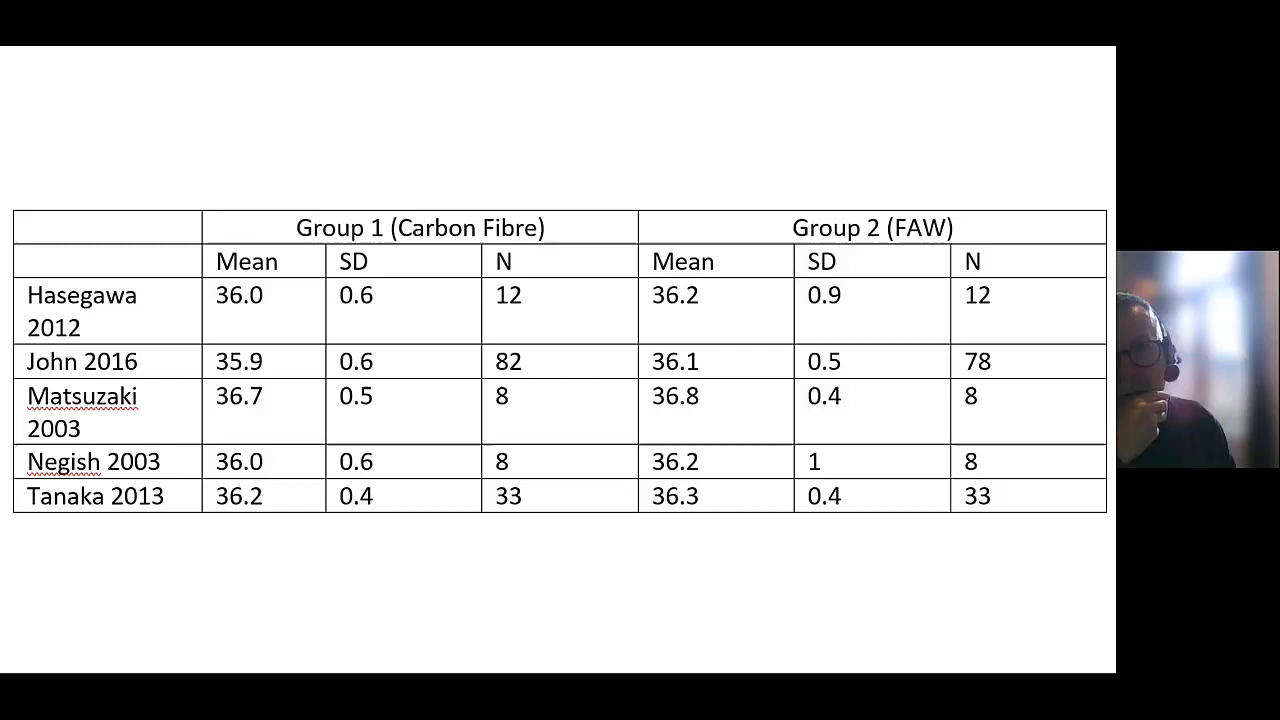 Group 1 (Carbon Fibre) Group 2 (FAW)
Mean SD N Mean SD N
Hasegawa 36.0 0.6 12 36.2 0.9 12
2012
John 2016 35.9 0.6 82 36.1 0.5 78
Matsuzaki 36.7 0.5 8 36.8 0.4 8
2003
Negish 2003 36.0 0.6 8 36.2 1 8
Tanaka 2013 36.2 0.4 33 36.3 0.4 33